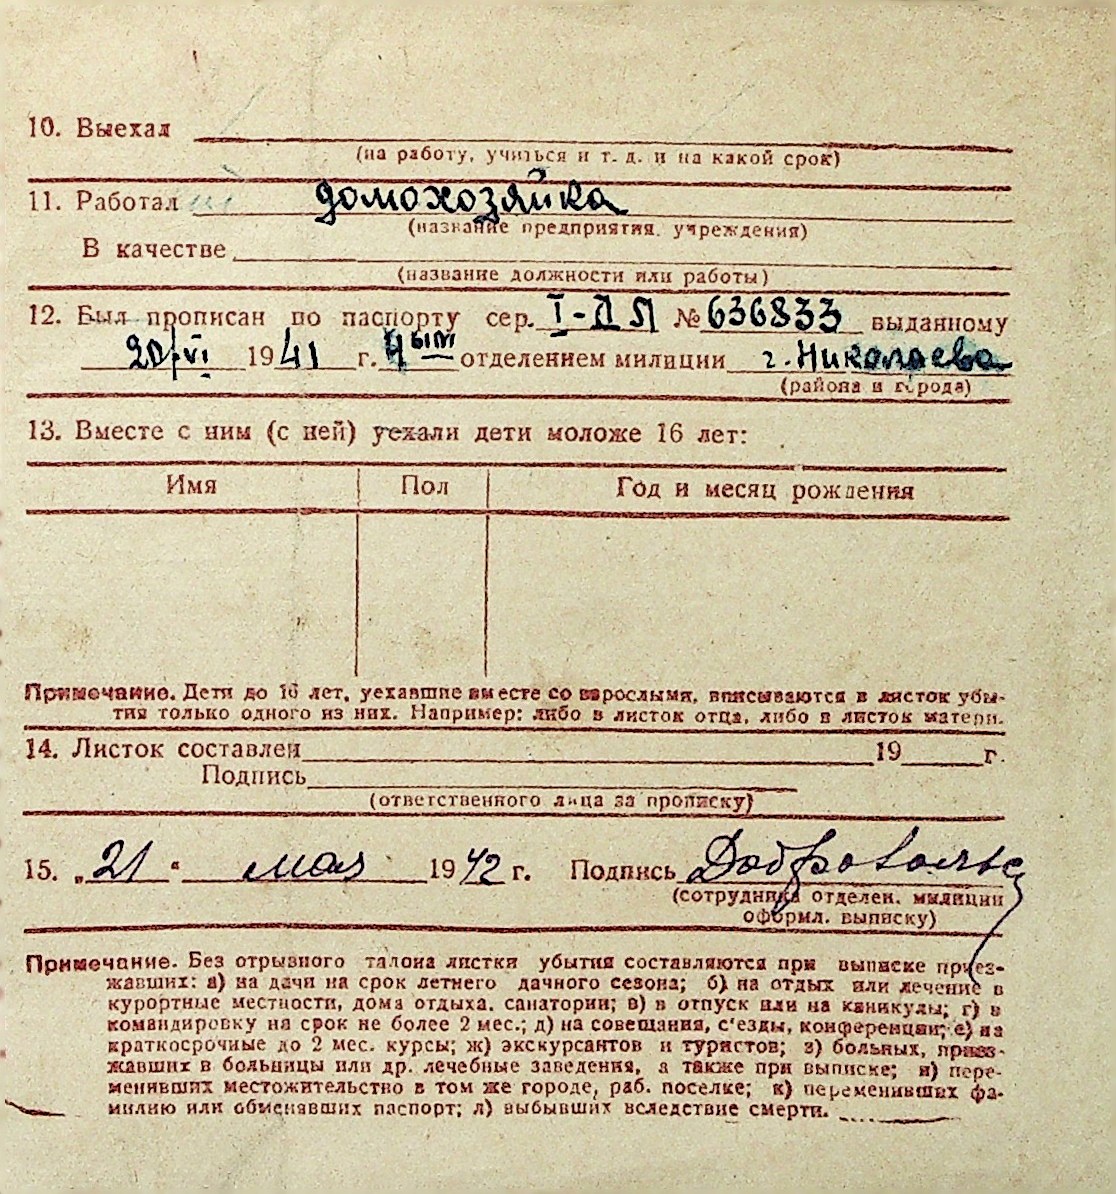 10. Выехал
(на работу, учиться и т. д. и на какой срок)
11. Работал домохозяйка
(название предприятия, учреждения)
В качестве
(название должности или работы)
12. Был прописан по паспорту сер. I-ДЛ № 636833 выданному
20/VI 1941 г. 4ым отделением милиции г. Николаева
(района и города)
13. Вместе с ним (с ней) уехали дети моложе 16 лет:
Имя Пол Год и месяц рождения
Примечание. Дети до 16 лет, уехавшие вместе со взрослыми, вписываются в листок убы-
тия только одного из них. Например: либо в листок отца, либо в листок матери.
14. Листок составлен 19 г.
Подпись
(ответственного лица за прописку)
15. „21“ мая 1942 г. Подпись
(сотрудника отделен. милиции
оформл. выписку)
Примечание. Без отрывного талона листки убытия составляются при выписке приез-
жавших: а) на дачи на срок летнего дачного сезона; б) на отдых или лечение в
курортные местности, дома отдыха, санатории; в) в отпуск или на каникулы; г) в
командировку на срок не более 2 мес.; д) на совещания, с'езды, конференции; е) на
краткосрочные до 2 мес. курсы; ж) экскурсантов и туристов; з) больных, приез-
жавших в больницы или др. лечебные заведения, а также при выписке; и) пере-
менивших местожительство в том же городе, раб. поселке; к) переменивших фа-
милию или обменявших паспорт; л) выбывших вследствие смерти.